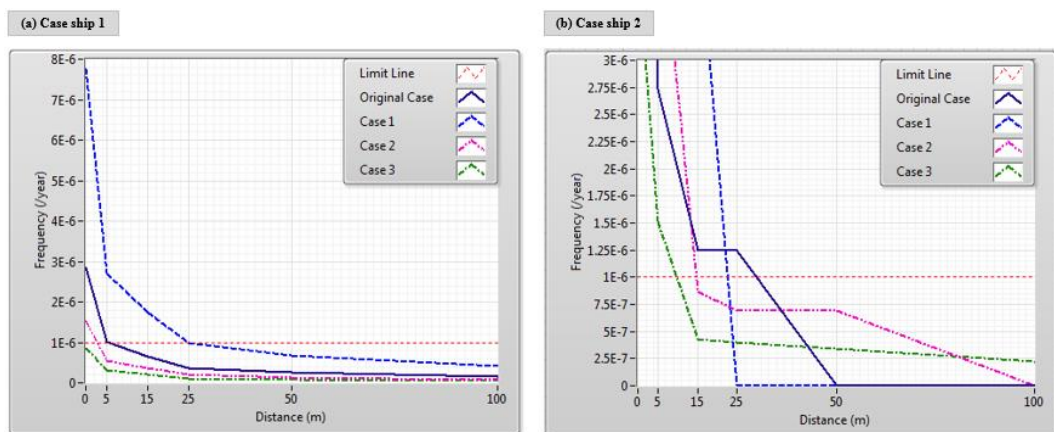 (a) Case ship 1
8E-6
7E-6
6E-6
5E-6
4E-6
3E-6
2E-6
1E-6
0
Frequency (/year)
0 5 15 25 50 100
Distance (m)
Limit Line
Original Case
Case 1
Case 2
Case 3
(b) Case ship 2
3E-6
2.75E-6
2.5E-6
2.25E-6
2E-6
1.75E-6
1.5E-6
1.25E-6
1E-6
7.5E-7
5E-7
2.5E-7
0
Frequency (/year)
0 5 15 25 50 100
Distance (m)
Limit Line
Original Case
Case 1
Case 2
Case 3